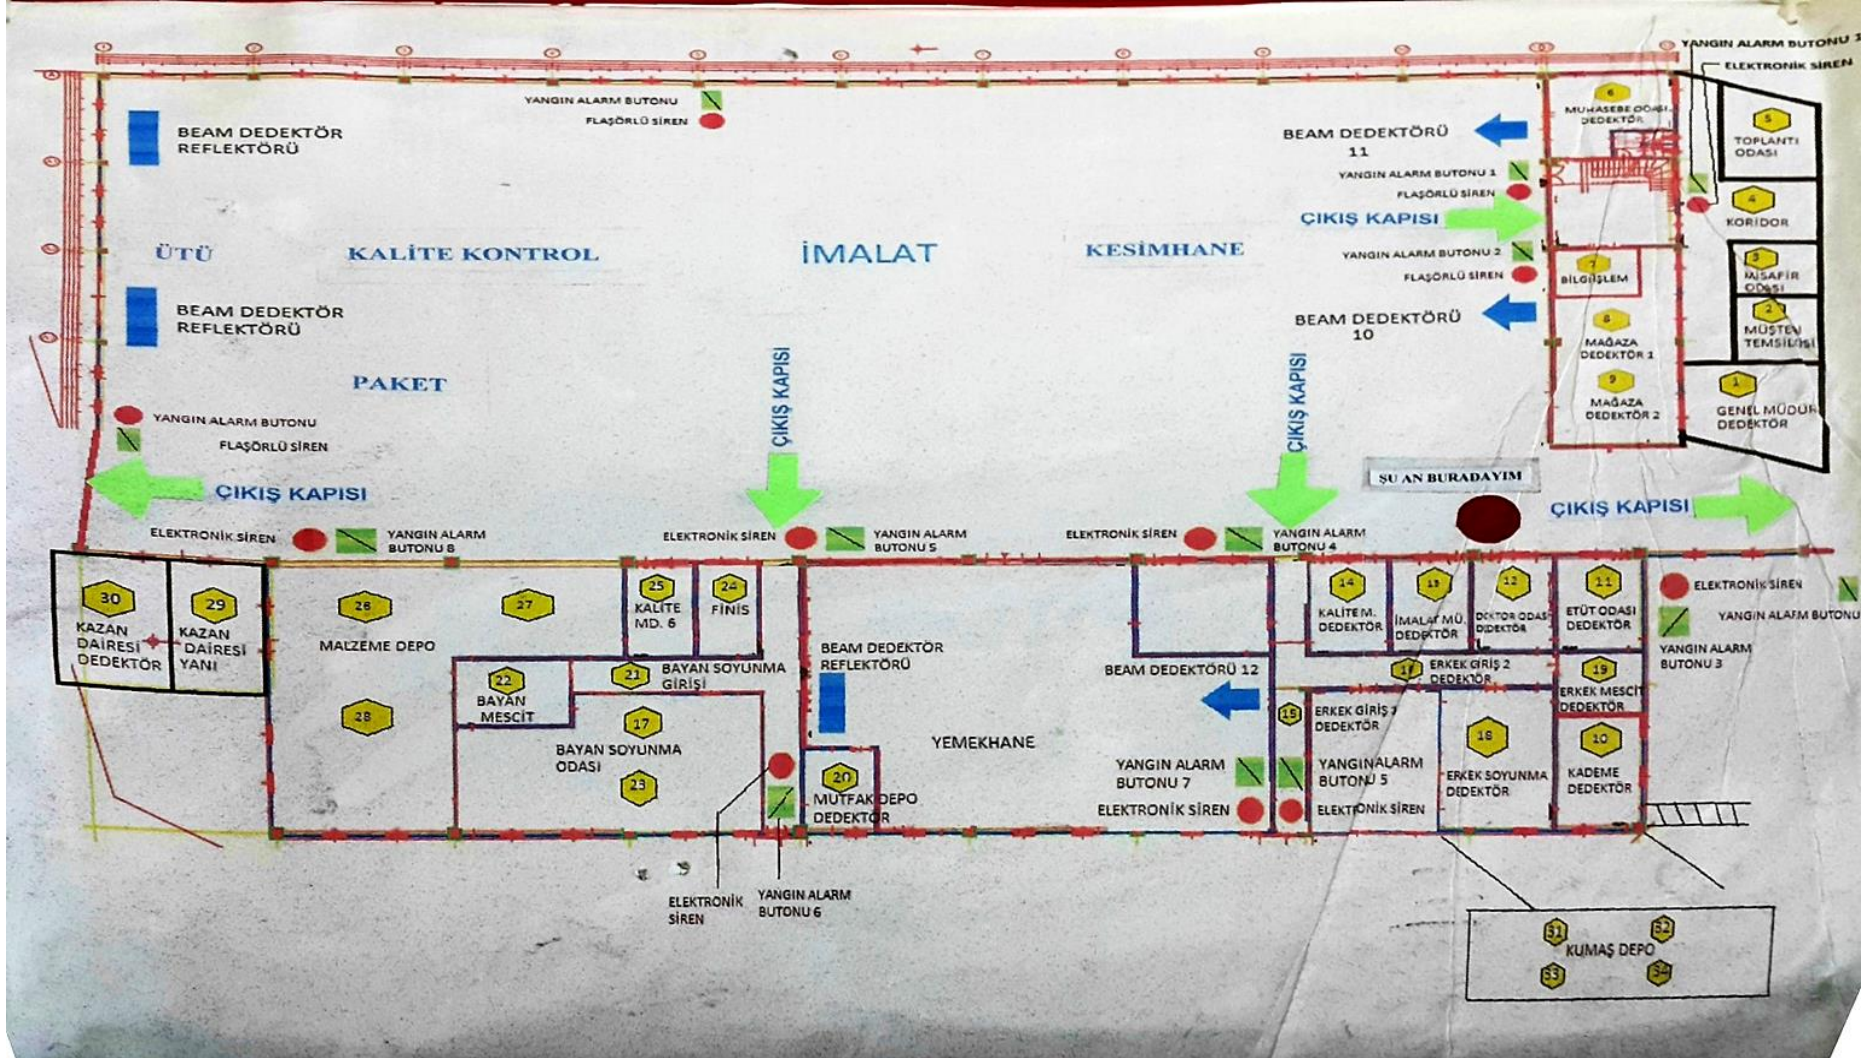 YANGIN ALARM BUTONU 1
ELEKTRONİK SİREN
YANGIN ALARM BUTONU
FLAŞÖRLÜ SİREN
BEAM DEDEKTÖR
REFLEKTÖRÜ
BEAM DEDEKTÖRÜ
11
YANGIN ALARM BUTONU 1
FLAŞÖRLÜ SİREN
ÇIKIŞ KAPISI
6
MUHASEBE ODASI
DEDEKTÖR
5
TOPLANTI
ODASI
4
KORİDOR
ÜTÜ
KALİTE KONTROL
İMALAT
KESİMHANE
YANGIN ALARM BUTONU 2
FLAŞÖRLÜ SİREN
7
BİLGİİŞLEM
3
MİSAFİR
ODASI
BEAM DEDEKTÖR
REFLEKTÖRÜ
BEAM DEDEKTÖRÜ
10
8
MAĞAZA
DEDEKTÖR 1
2
MÜŞTEV
TEMSİLİSİ
PAKET
ÇIKIŞ KAPISI
ÇIKIŞ KAPISI
9
MAĞAZA
DEDEKTÖR 2
1
GENEL MÜDÜR
DEDEKTÖR
YANGIN ALARM BUTONU
FLAŞÖRLÜ SİREN
ÇIKIŞ KAPISI
ŞU AN BURADAYIM
ÇIKIŞ KAPISI
ELEKTRONİK SİREN
YANGIN ALARM
BUTONU 8
ELEKTRONİK SİREN
YANGIN ALARM
BUTONU 5
ELEKTRONİK SİREN
YANGIN ALARM
BUTONU 4
30
KAZAN
DAİRESİ
DEDEKTÖR
29
KAZAN
DAİRESİ
YANI
26
27
MALZEME DEPO
28
25
KALİTE
MD. 6
24
FİNİS
14
KALİTE M.
DEDEKTÖR
13
İMALAT MÜ.
DEDEKTÖR
12
DOKTOR ODASI
DEDEKTÖR
11
ETÜT ODASI
DEDEKTÖR
ELEKTRONİK SİREN
YANGIN ALARM BUTONU
YANGIN ALARM
BUTONU 3
22
BAYAN
MESCİT
21
BAYAN SOYUNMA
GİRİŞİ
BEAM DEDEKTÖR
REFLEKTÖRÜ
BEAM DEDEKTÖRÜ 12
ERKEK GİRİŞ 2
DEDEKTÖR
19
ERKEK MESCİT
DEDEKTÖR
17
BAYAN SOYUNMA
ODASI
23
YEMEKHANE
15
ERKEK GİRİŞ 1
DEDEKTÖR
18
ERKEK SOYUNMA
DEDEKTÖR
10
KADEME
DEDEKTÖR
20
MUTFAK DEPO
DEDEKTÖR
YANGIN ALARM
BUTONU 7
ELEKTRONİK SİREN
YANGINALARM
BUTONU 5
ELEKTRONİK SİREN
ELEKTRONİK
SİREN
YANGIN ALARM
BUTONU 6
31
32
KUMAŞ DEPO
33
34